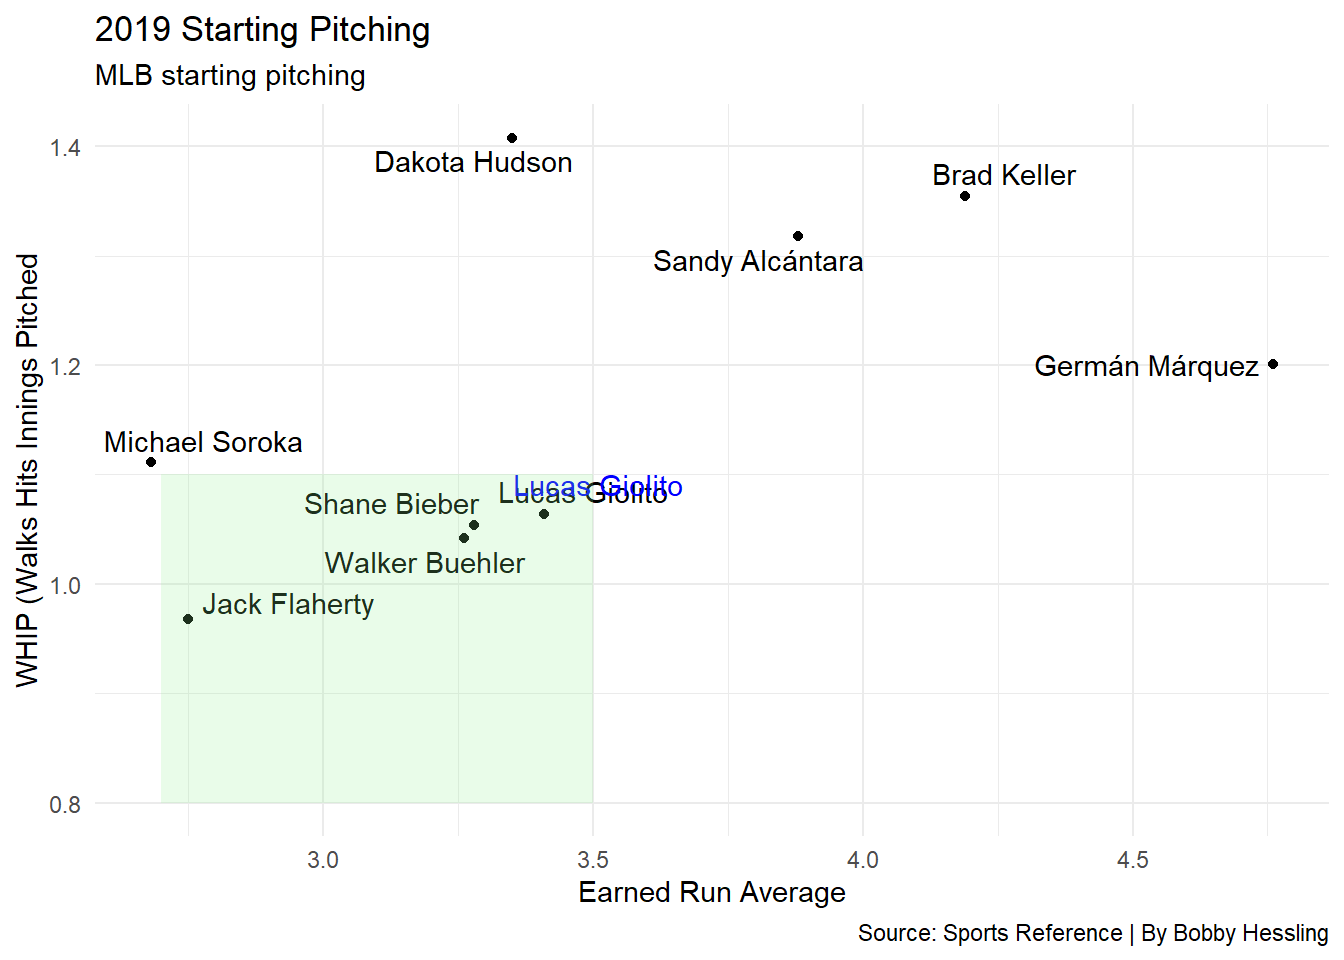 2019 Starting Pitching
MLB starting pitching
WHIP (Walks Hits Innings Pitched
1.4
1.2
1.0
0.8
Dakota Hudson
Brad Keller
Sandy Alcántara
Germán Márquez
Michael Soroka
Lucas Giolito
Lucas Giolito
Shane Bieber
Walker Buehler
Jack Flaherty
3.0 3.5 4.0 4.5
Earned Run Average
Source: Sports Reference | By Bobby Hessling